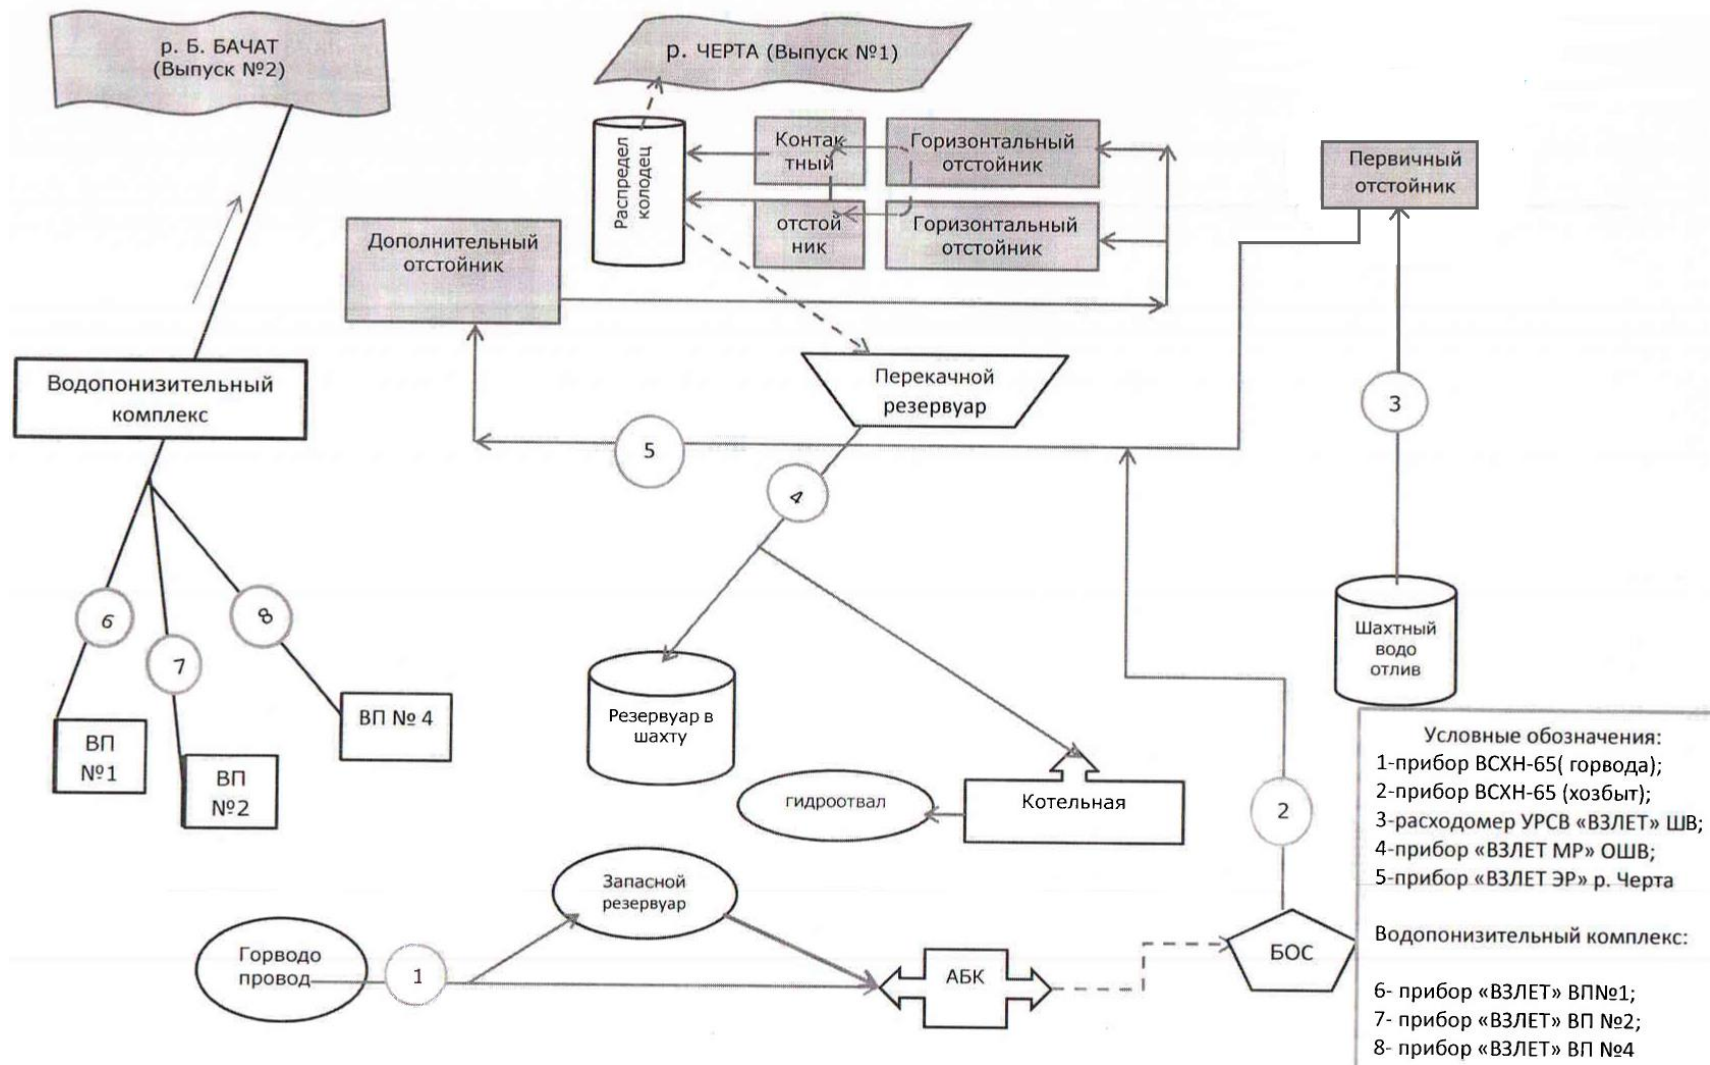 р. Б. БАЧАТ
(Выпуск №2)
р. ЧЕРТА (Выпуск №1)
Распредел
колодец
Контак
тный
Горизонтальный
отстойник
Первичный
отстойник
Дополнительный
отстойник
отстой
ник
Горизонтальный
отстойник
Водопонизительный
комплекс
Перекачной
резервуар
3
5
4
6
7
8
Шахтный
водо
отлив
ВП
№1
ВП
№2
ВП № 4
Резервуар в
шахту
гидроотвал
Котельная
2
Запасной
резервуар
Горводо
провод
1
АБК
БОС
Условные обозначения:
1-прибор ВСХН-65( горвода);
2-прибор ВСХН-65 (хозбыт);
3-расходомер УРСВ «ВЗЛЕТ» ШВ;
4-прибор «ВЗЛЕТ МР» ОШВ;
5-прибор «ВЗЛЕТ ЭР» р. Черта
Водопонизительный комплекс:
6- прибор «ВЗЛЕТ» ВП№1;
7- прибор «ВЗЛЕТ» ВП №2;
8- прибор «ВЗЛЕТ» ВП №4